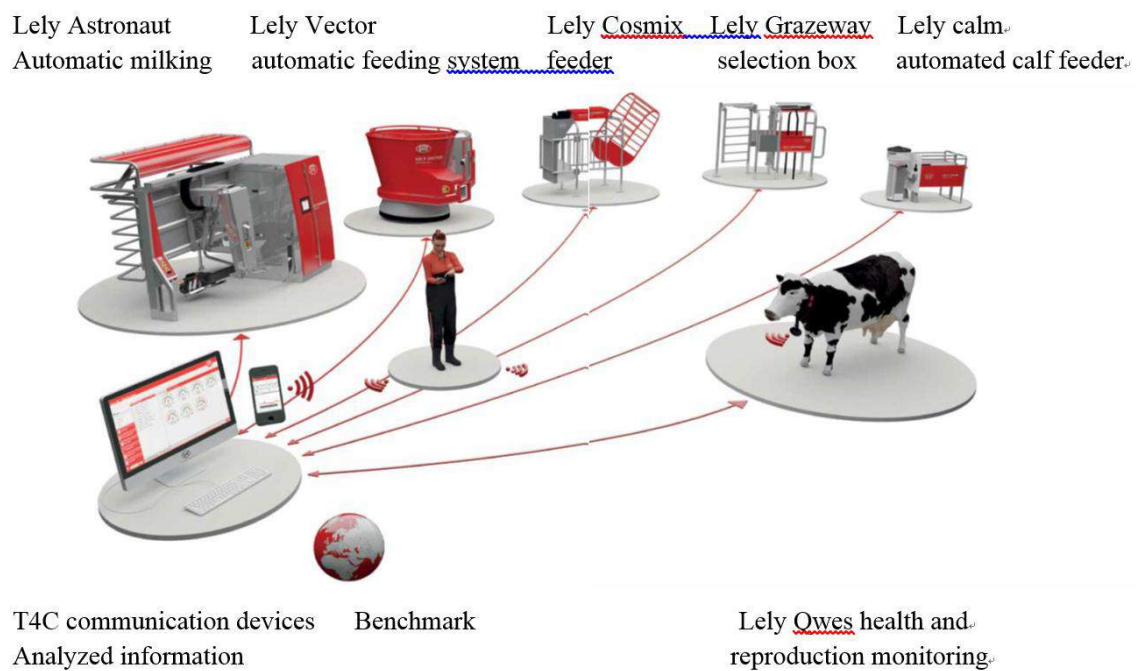 Lely Astronaut Lely Vector Lely Cosmix Lely Grazeway Lely calm
Automatic milking automatic feeding system feeder selection box automated calf feeder
T4C communication devices Benchmark Lely Qwes health and
Analyzed information reproduction monitoring